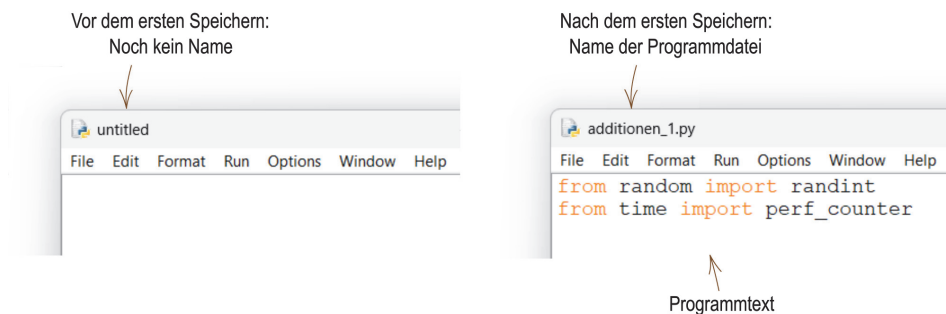 Vor dem ersten Speichern:
Noch kein Name
untitled
File Edit Format Run Options Window Help
Nach dem ersten Speichern:
Name der Programmdatei
additionen_1.py
File Edit Format Run Options Window Help
from random import randint
from time import perf_counter
Programmtext